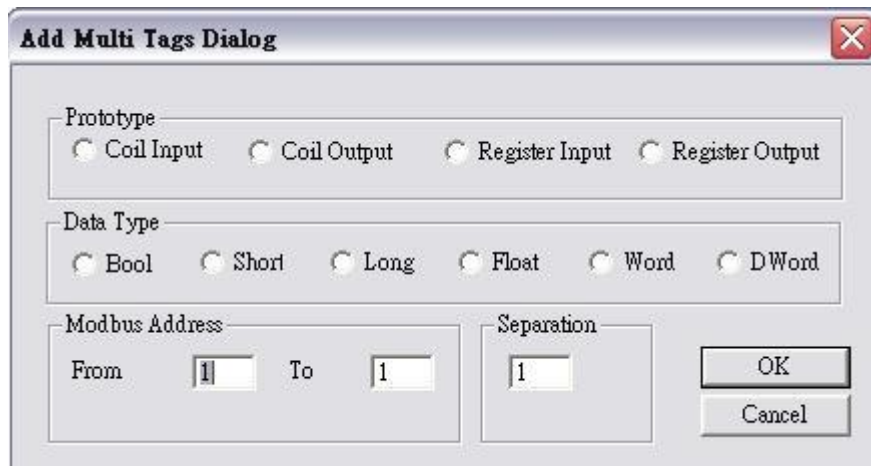 Add Multi Tags Dialog
Prototype
Coil Input Coil Output Register Input Register Output
Data Type
Bool Short Long Float Word DWord
Modbus Address Separation
From 1 To 1 1
OK
Cancel